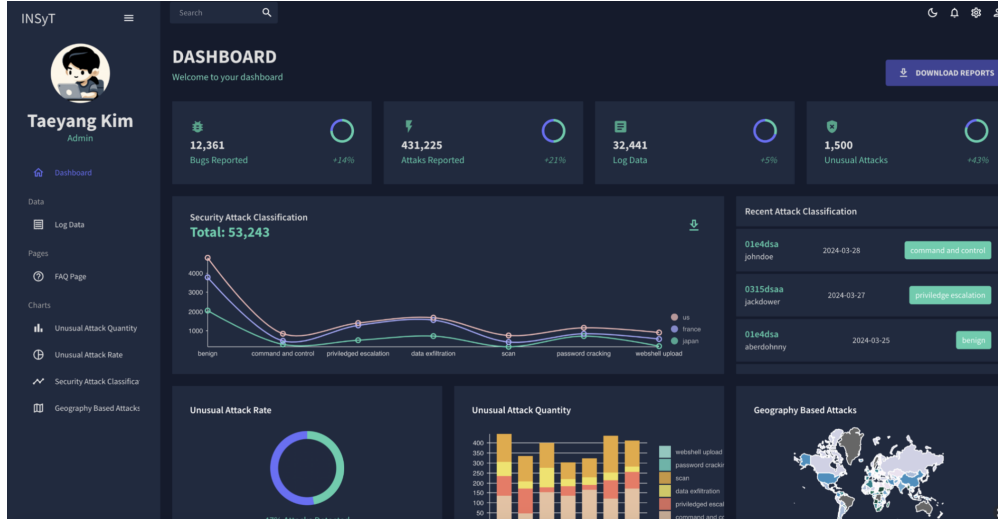 INSyT
Search
Taeyang Kim
Admin
Dashboard
Data
Log Data
Pages
FAQ Page
Charts
Unusual Attack Quantity
Unusual Attack Rate
Security Attack Classifica
Geography Based Attacks
DASHBOARD
Welcome to your dashboard
DOWNLOAD REPORTS
12,361
Bugs Reported
+14%
431,225
Attaks Reported
+21%
32,441
Log Data
+5%
1,500
Unusual Attacks
+43%
Security Attack Classification
Total: 53,243
4000
3000
2000
1000
benign
command and control
priviledged escalation
data exfiltration
scan
password cracking
webshell upload
us
france
japan
Recent Attack Classification
01e4dsa
johndoe
2024-03-28
command and control
0315dsaa
jackdower
2024-03-27
priviledge escalation
01e4dsa
aberdohnny
2024-03-25
benign
Unusual Attack Rate
Unusual Attack Quantity
400
350
300
250
200
150
100
50
webshell upload
password crackin
scan
data exfiltration
priviledged escal
command and co
Geography Based Attacks